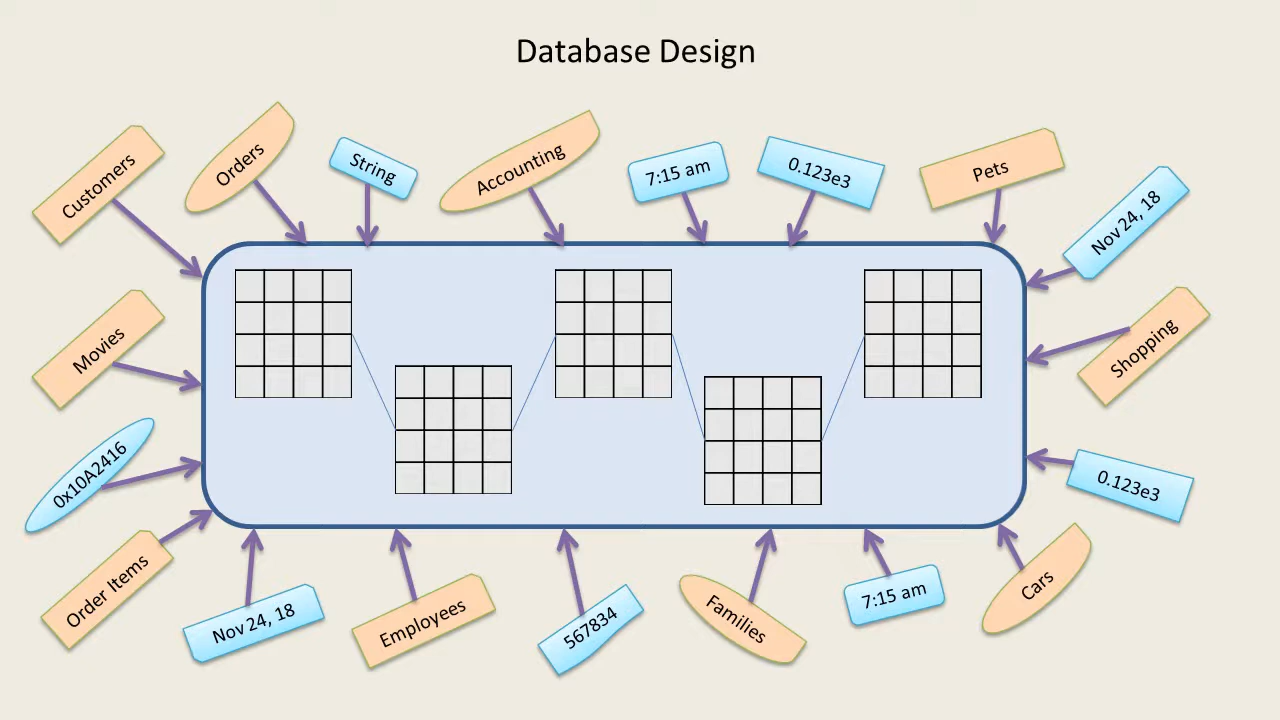 Database Design
Customers
Orders
String
Accounting
7:15 am
0.123e3
Pets
Nov 24, 18
Movies
Shopping
0x10A2416
0.123e3
Order Items
Nov 24, 18
Employees
567834
Families
7:15 am
Cars